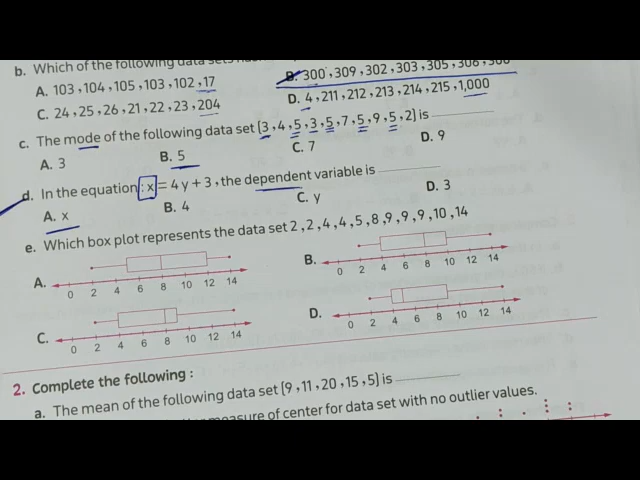 b. Which of the following data sets has
A. 103 ,104 ,105 ,103 ,102 ,17
B. 300 ,309 ,302 ,303 ,305 ,306 ,300
C. 24 ,25 ,26 ,21 ,22 ,23 ,204
D. 4 ,211 ,212 ,213 ,214 ,215 ,1,000
c. The mode of the following data set [3 ,4 ,5 ,3 ,5 ,7 ,5 ,9 ,5 ,2] is
A. 3
B. 5
C. 7
D. 9
d. In the equation : x = 4 y + 3 , the dependent variable is
A. x
B. 4
C. y
D. 3
e. Which box plot represents the data set 2 ,2 ,4 ,4 ,5 ,8 ,9 ,9 ,9 ,10 ,14
A.
0 2 4 6 8 10 12 14
B.
0 2 4 6 8 10 12 14
C.
0 2 4 6 8 10 12 14
D.
0 2 4 6 8 10 12 14
2. Complete the following :
a. The mean of the following data set [9 ,11 ,20 ,15 ,5] is
measure of center for data set with no outlier values.